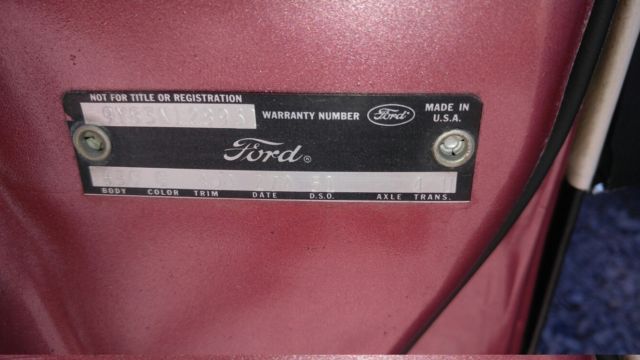 NOT FOR TITLE OR REGISTRATION
WARRANTY NUMBER Ford MADE IN
U.S.A.
Ford®
BODY COLOR TRIM DATE D.S.O. AXLE TRANS.